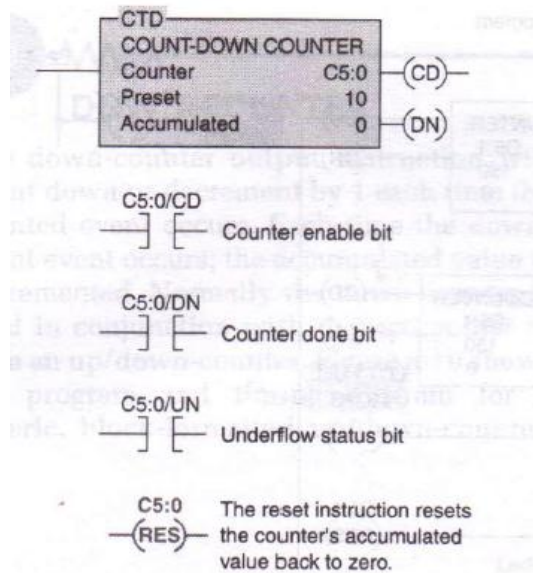 CTD
COUNT-DOWN COUNTER
Counter C5:0 (CD)
Preset 10
Accumulated 0 (DN)
C5:0/CD
Counter enable bit
C5:0/DN
Counter done bit
C5:0/UN
Underflow status bit
C5:0
(RES)
The reset instruction resets
the counter's accumulated
value back to zero.